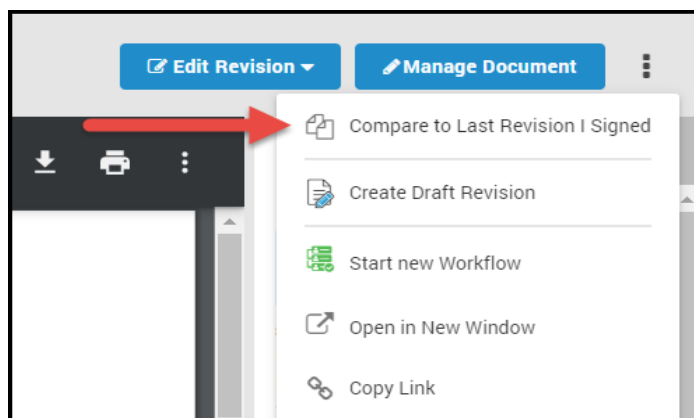 Edit Revision
Manage Document
Compare to Last Revision I Signed
Create Draft Revision
Start new Workflow
Open in New Window
Copy Link